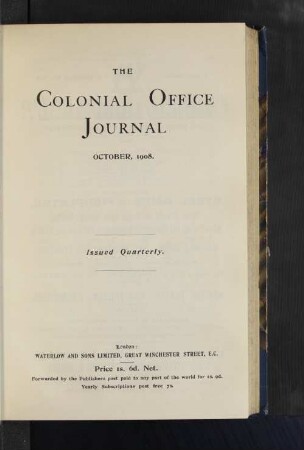 THE
COLONIAL OFFICE
JOURNAL
OCTOBER, 1908.
Issued Quarterly.
London:
WATERLOW AND SONS LIMITED, GREAT WINCHESTER STREET, E.C.
Price 1s. 6d. Net.
Forwarded by the Publishers post paid to any part of the world for 1s. 9d.
Yearly Subscriptions post free 7s.